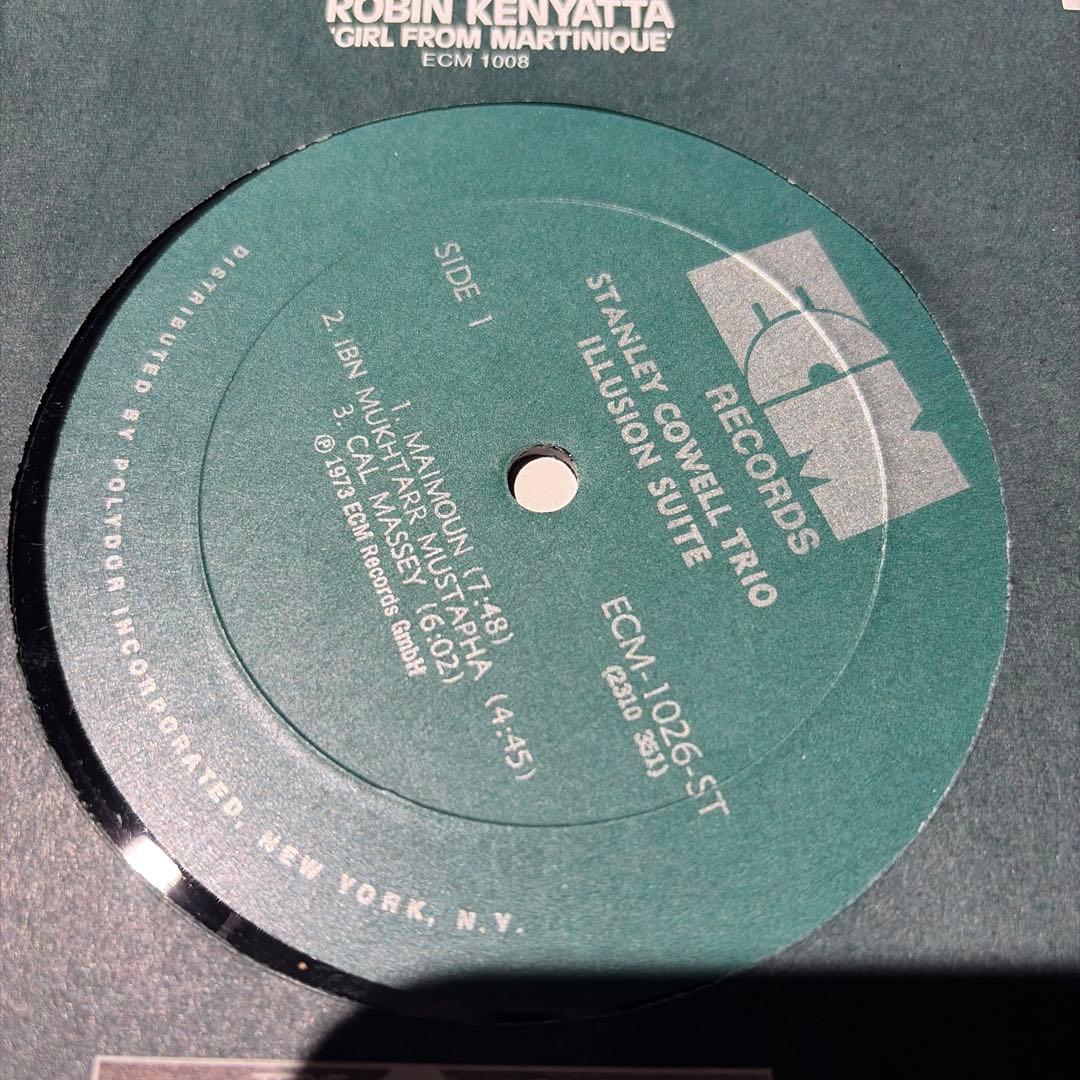 ROBIN KENYATTA
'GIRL FROM MARTINIQUE'
ECM 1008
ECM
RECORDS
STANLEY COWELL TRIO
ILLUSION SUITE
SIDE 1
ECM-1026-ST
(2310 351)
1. MAIMOUN (7:48)
2. IBN MUKHTARR MUSTAPHA (4:45)
3. CAL MASSEY (6:02)
℗ 1973 ECM Records GmbH
DISTRIBUTED BY POLYDOR INCORPORATED, NEW YORK, N.Y.